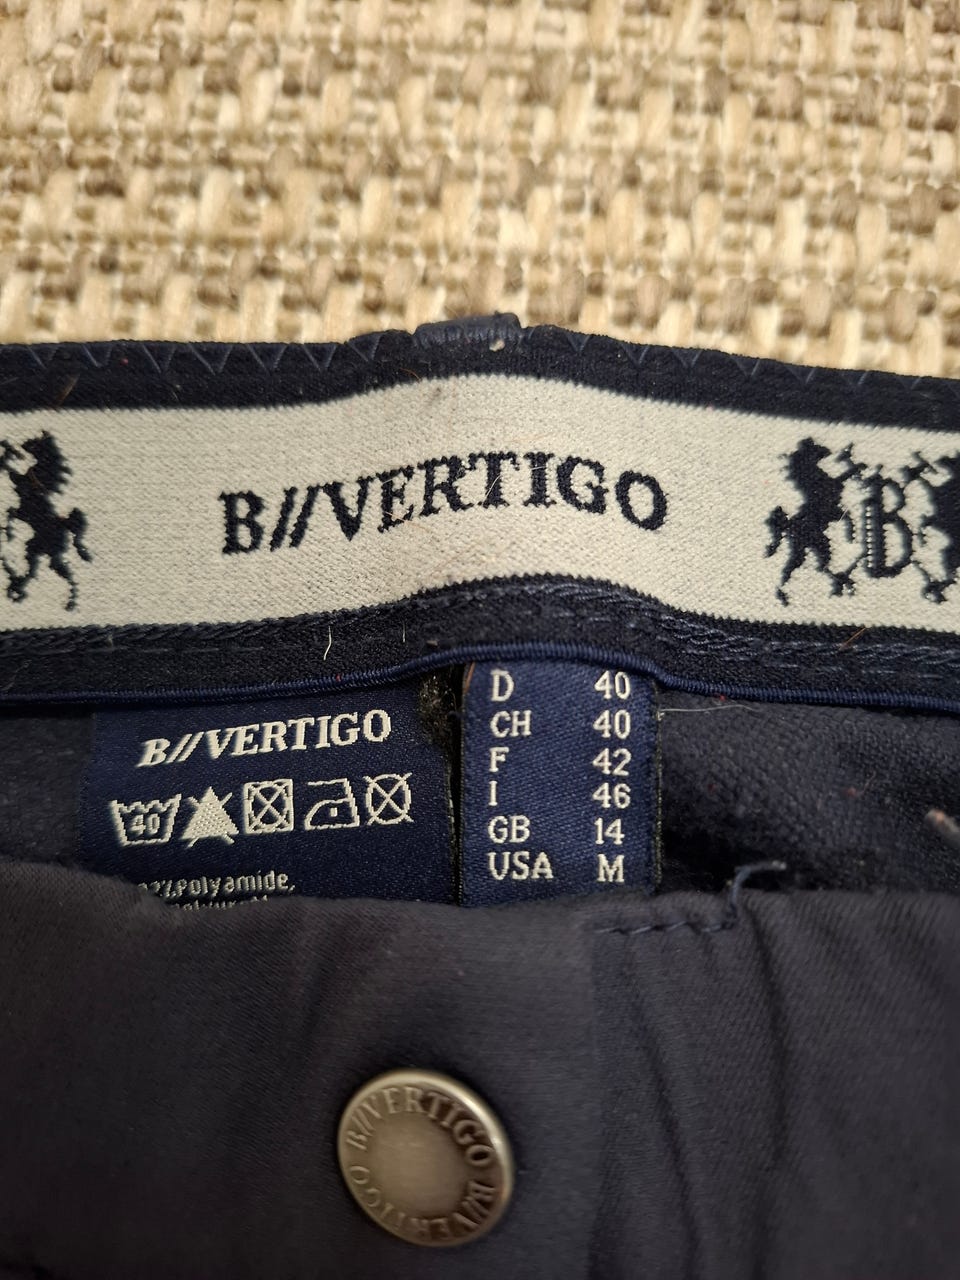 B//VERTIGO
B
B//VERTIGO
40
Polyamide,
D 40
CH 40
F 42
I 46
GB 14
USA M
B//VERTIGO B//VERTIGO